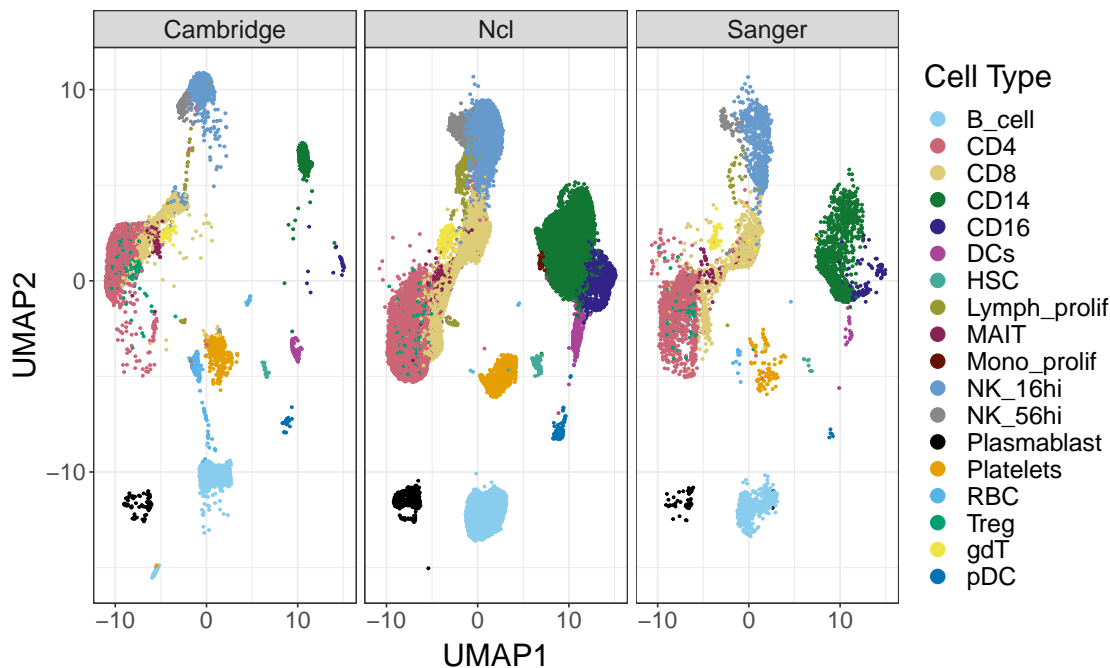 Cambridge
Ncl
Sanger
UMAP2
10
0
−10
−10
0
10
−10
0
10
−10
0
10
UMAP1
Cell Type
B_cell
CD4
CD8
CD14
CD16
DCs
HSC
Lymph_prolif
MAIT
Mono_prolif
NK_16hi
NK_56hi
Plasmablast
Platelets
RBC
Treg
gdT
pDC